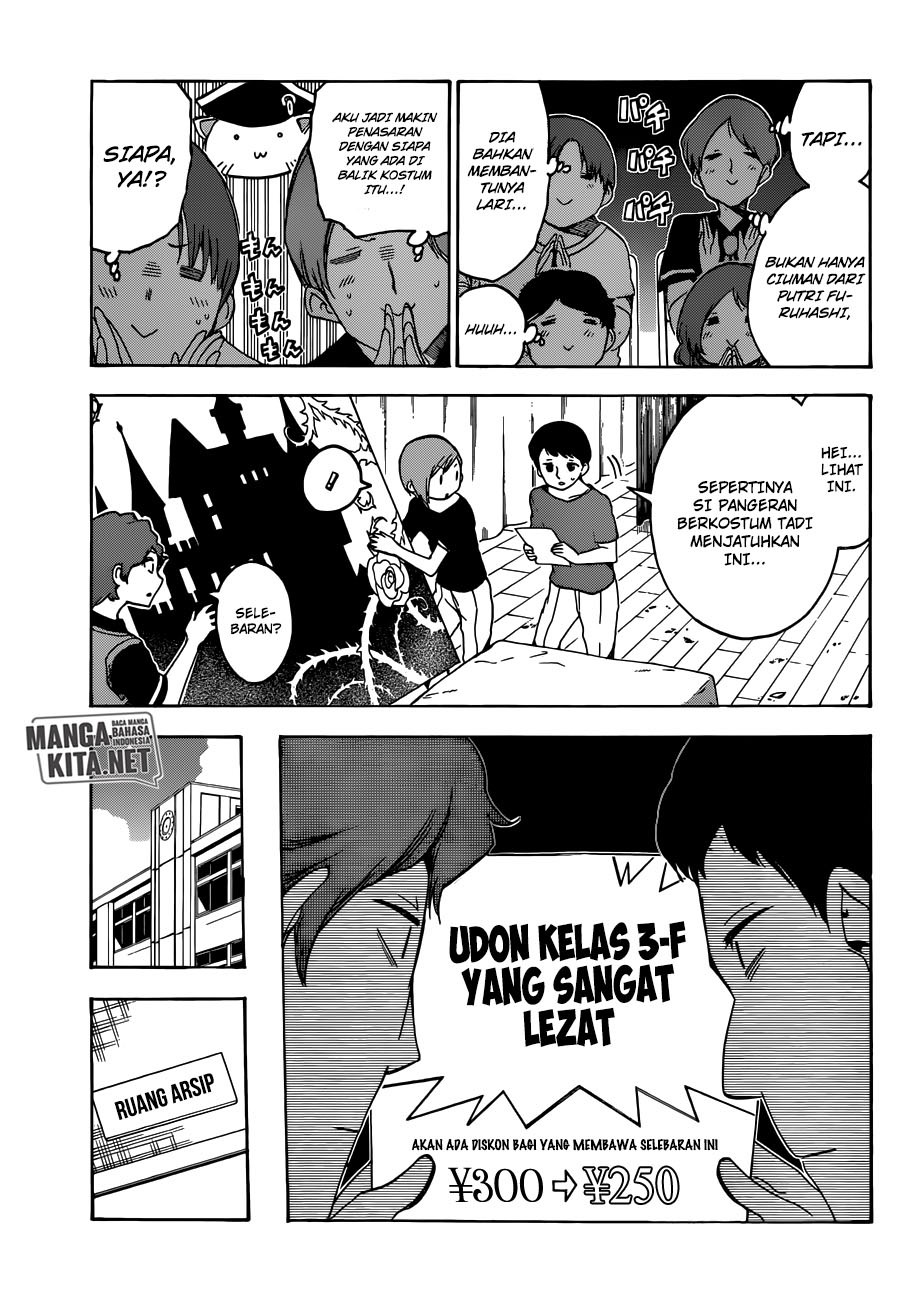 TAPI...
BUKAN HANYA
CIUMAN DARI
PUTRI FU-
RUHASHI,
パチ
パチ
パチ
DIA
BAHKAN
MEMBAN-
TUNYA
LARI...
HUUH...
AKU JADI MAKIN
PENASARAN
DENGAN SIAPA
YANG ADA DI
BALIK KOSTUM
ITU...!
もん
もん
もん
もん
SIAPA,
YA!?
HEI...
LIHAT
INI.
SEPERTINYA
SI PANGERAN
BERKOSTUM TADI
MENJATUHKAN
INI...
SELE-
BARAN?
MANGA
KITA.NET
BACA MANGA
BAHASA
INDONESIA
UDON KELAS 3-F
YANG SANGAT
LEZAT
AKAN ADA DISKON BAGI YANG MEMBAWA SELEBARAN INI
¥300 ⇨ ¥250
RUANG ARSIP